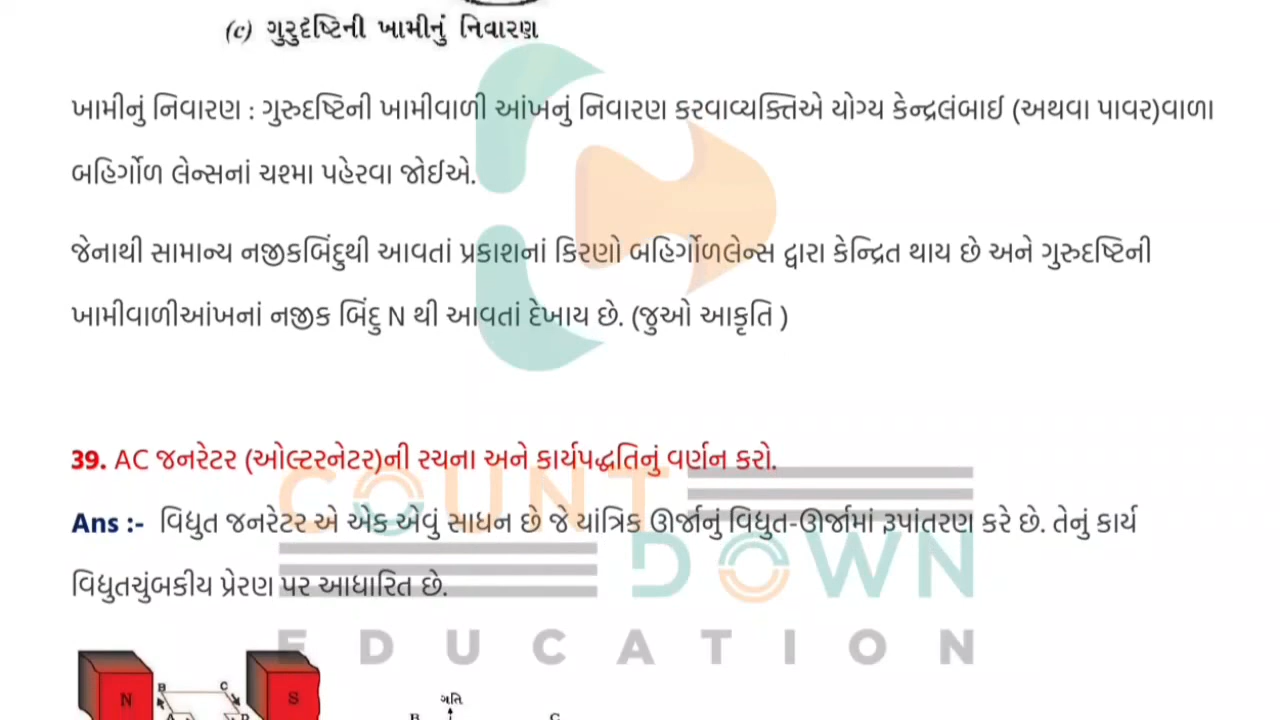 (c) ગુરુદૃષ્ટિની ખામીનું નિવારણ
ખામીનું નિવારણ : ગુરુદૃષ્ટિની ખામીવાળી આંખનું નિવારણ કરવાવ્યક્તિએ યોગ્ય કેન્દ્રલંબાઈ (અથવા પાવર)વાળા
બહિર્ગોળ લેન્સનાં ચશ્મા પહેરવા જોઈએ.
જેનાથી સામાન્ય નજીકબિંદુથી આવતાં પ્રકાશનાં કિરણો બહિર્ગોળલેન્સ દ્વારા કેન્દ્રિત થાય છે અને ગુરુદૃષ્ટિની
ખામીવાળીઆંખનાં નજીક બિંદુ N થી આવતાં દેખાય છે. (જુઓ આકૃતિ )
39. AC જનરેટર (ઓલ્ટરનેટર)ની રચના અને કાર્યપદ્ધતિનું વર્ણન કરો.
COUNT
Ans :- વિદ્યુત જનરેટર એ એક એવું સાધન છે જે યાંત્રિક ઊર્જાનું વિદ્યુત-ઊર્જામાં રૂપાંતરણ કરે છે. તેનું કાર્ય
DOWN
વિદ્યુતચુંબકીય પ્રેરણ પર આધારિત છે.
EDUCATION
N B C S ગતિ
A D B C